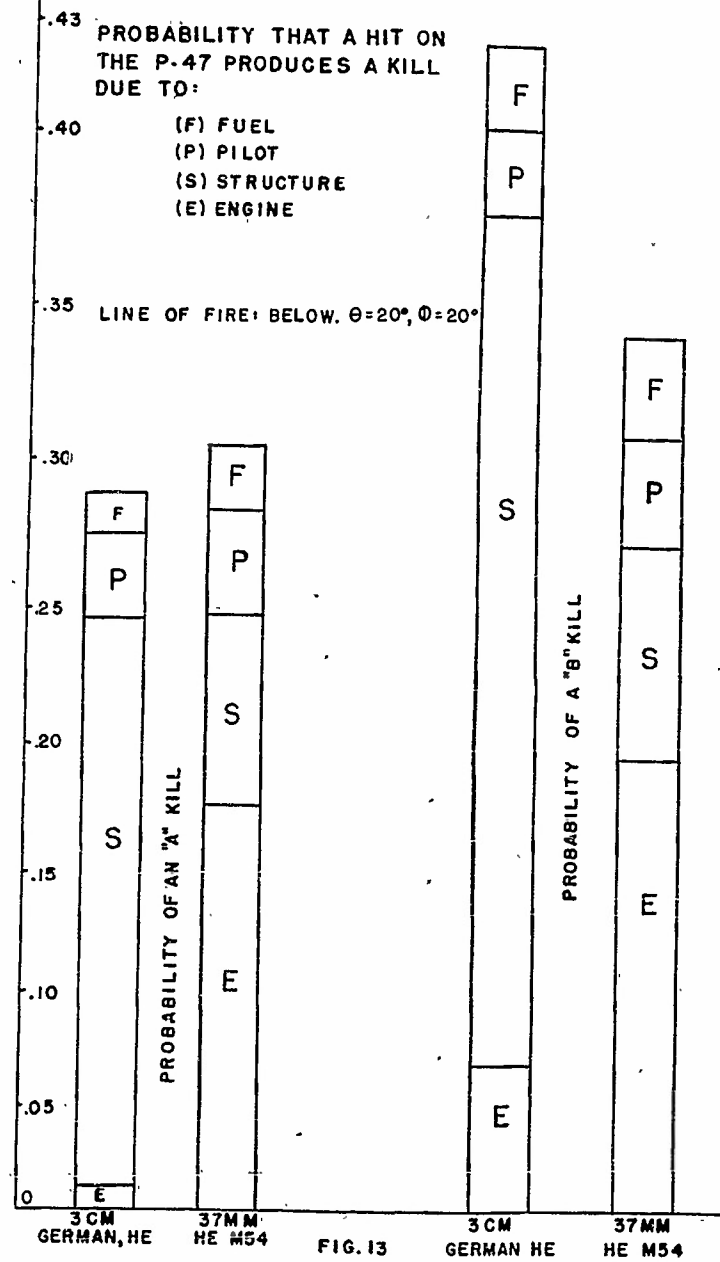 .43
PROBABILITY THAT A HIT ON
THE P-47 PRODUCES A KILL
DUE TO:
(F) FUEL
(P) PILOT
(S) STRUCTURE
(E) ENGINE
LINE OF FIRE: BELOW. θ=20°, Φ=20°
.40
.35
.30
.25
.20
.15
.10
.05
0
F
P
S
E
3 CM
GERMAN, HE
PROBABILITY OF AN "A" KILL
F
P
S
E
37MM
HE M54
F
P
S
E
3 CM
GERMAN HE
PROBABILITY OF A "B" KILL
F
P
S
E
37MM
HE M54
FIG. 13